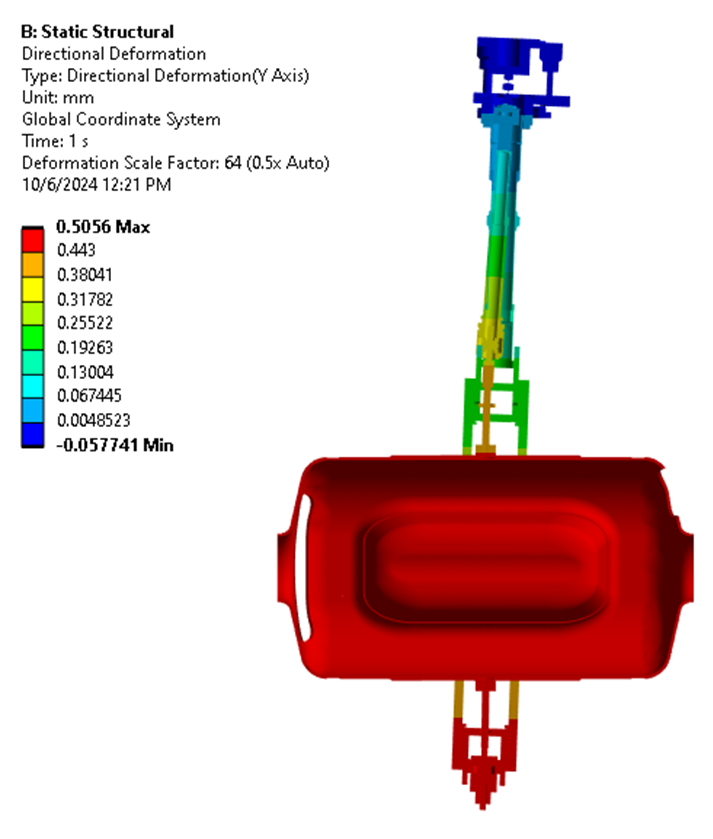 B: Static Structural
Directional Deformation
Type: Directional Deformation(Y Axis)
Unit: mm
Global Coordinate System
Time: 1 s
Deformation Scale Factor: 64 (0.5x Auto)
10/6/2024 12:21 PM
0.5056 Max
0.443
0.38041
0.31782
0.25522
0.19263
0.13004
0.067445
0.0048523
-0.057741 Min